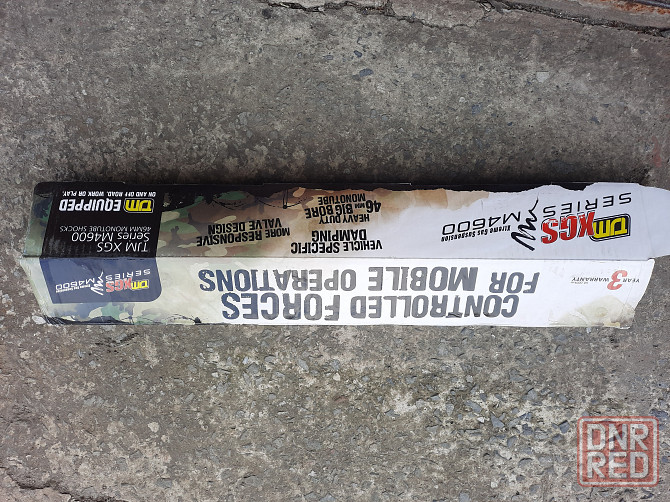 TJM XGS
SERIES
M4600
Xtreme Gas Suspension
VEHICLE SPECIFIC
DAMPING
HEAVY DUTY
46mm BIG BORE
MONOTUBE
MORE RESPONSIVE
VALVE DESIGN
TJM XGS
Series M4600
46MM MONOTUBE SHOCKS
TJM EQUIPPED
ON AND OFF ROAD. WORK OR PLAY.
3
YEAR WARRANTY
CONTROLLED FORCES
FOR MOBILE OPERATIONS
TJM XGS
SERIES
M4600
DNR
RED